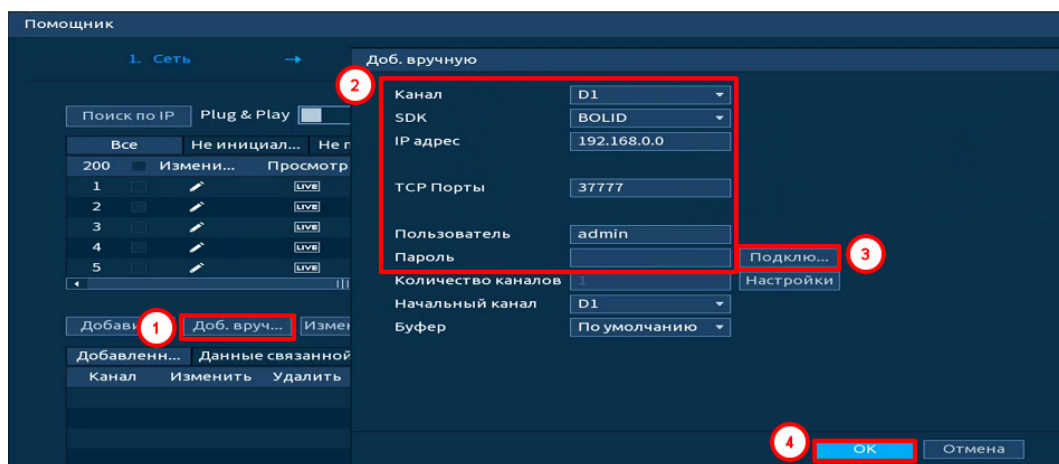 Помощник
1. Сеть →
Доб. вручную
2
Канал D1
SDK BOLID
IP адрес 192.168.0.0
TCP Порты 37777
Пользователь admin
Пароль Подклю... 3
Количество каналов 1 Настройки
Начальный канал D1
Буфер По умолчанию
Поиск по IP Plug & Play
Все Не инициал... Не п
200 Измени... Просмотр
1 LIVE
2 LIVE
3 LIVE
4 LIVE
5 LIVE
Добави 1 Доб. вруч... Измен
Добавленн... Данные связанной
Канал Изменить Удалить
4 OK Отмена